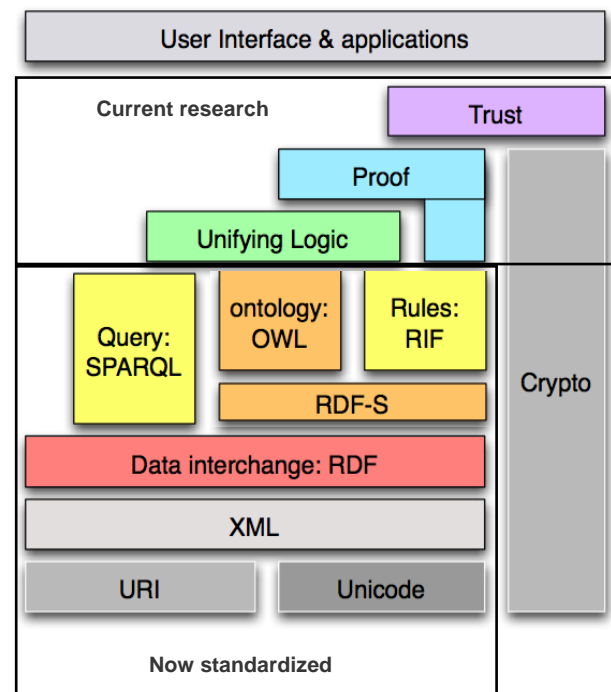 User Interface & applications
Current research
Trust
Proof
Unifying Logic
Query:
SPARQL
ontology:
OWL
Rules:
RIF
Crypto
RDF-S
Data interchange: RDF
XML
URI
Unicode
Now standardized